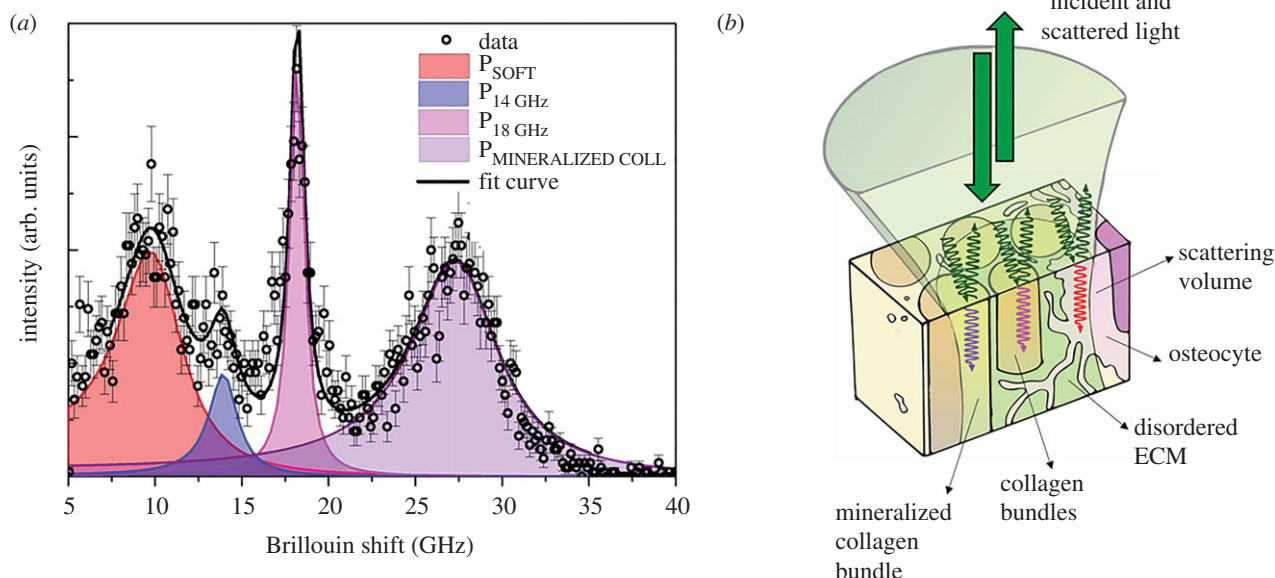 (a)
data
P_SOFT
P_14 GHz
P_18 GHz
P_MINERALIZED COLL
fit curve
intensity (arb. units)
5 10 15 20 25 30 35 40
Brillouin shift (GHz)
(b)
incident and
scattered light
scattering
volume
osteocyte
disordered
ECM
collagen
bundles
mineralized
collagen
bundle